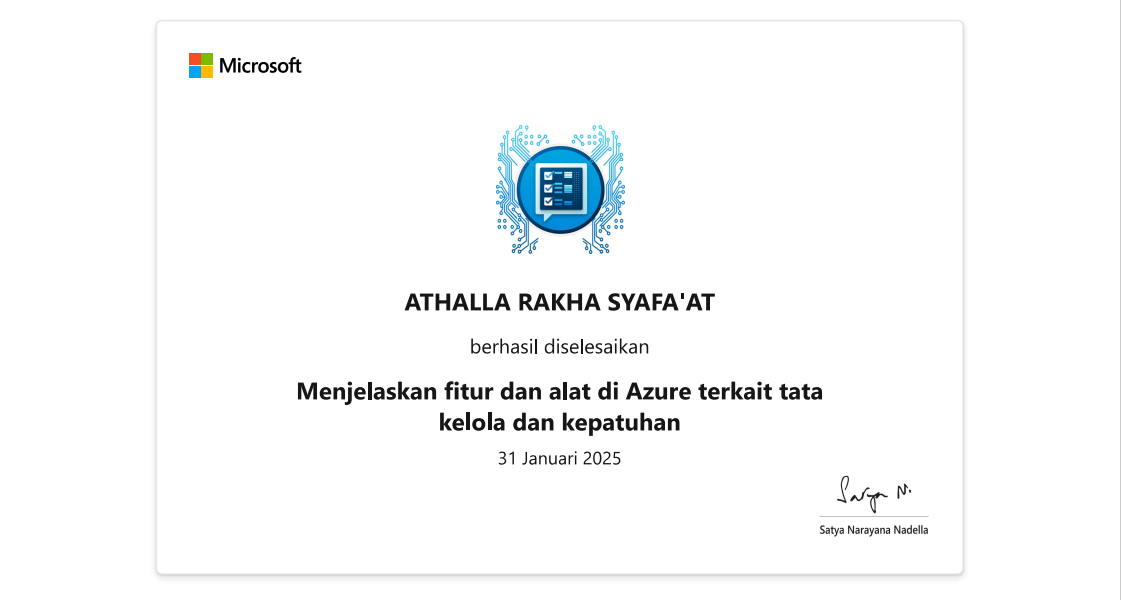 Microsoft
ATHALLA RAKHA SYAFA'AT
berhasil diselesaikan
Menjelaskan fitur dan alat di Azure terkait tata
kelola dan kepatuhan
31 Januari 2025
Satya N.
Satya Narayana Nadella